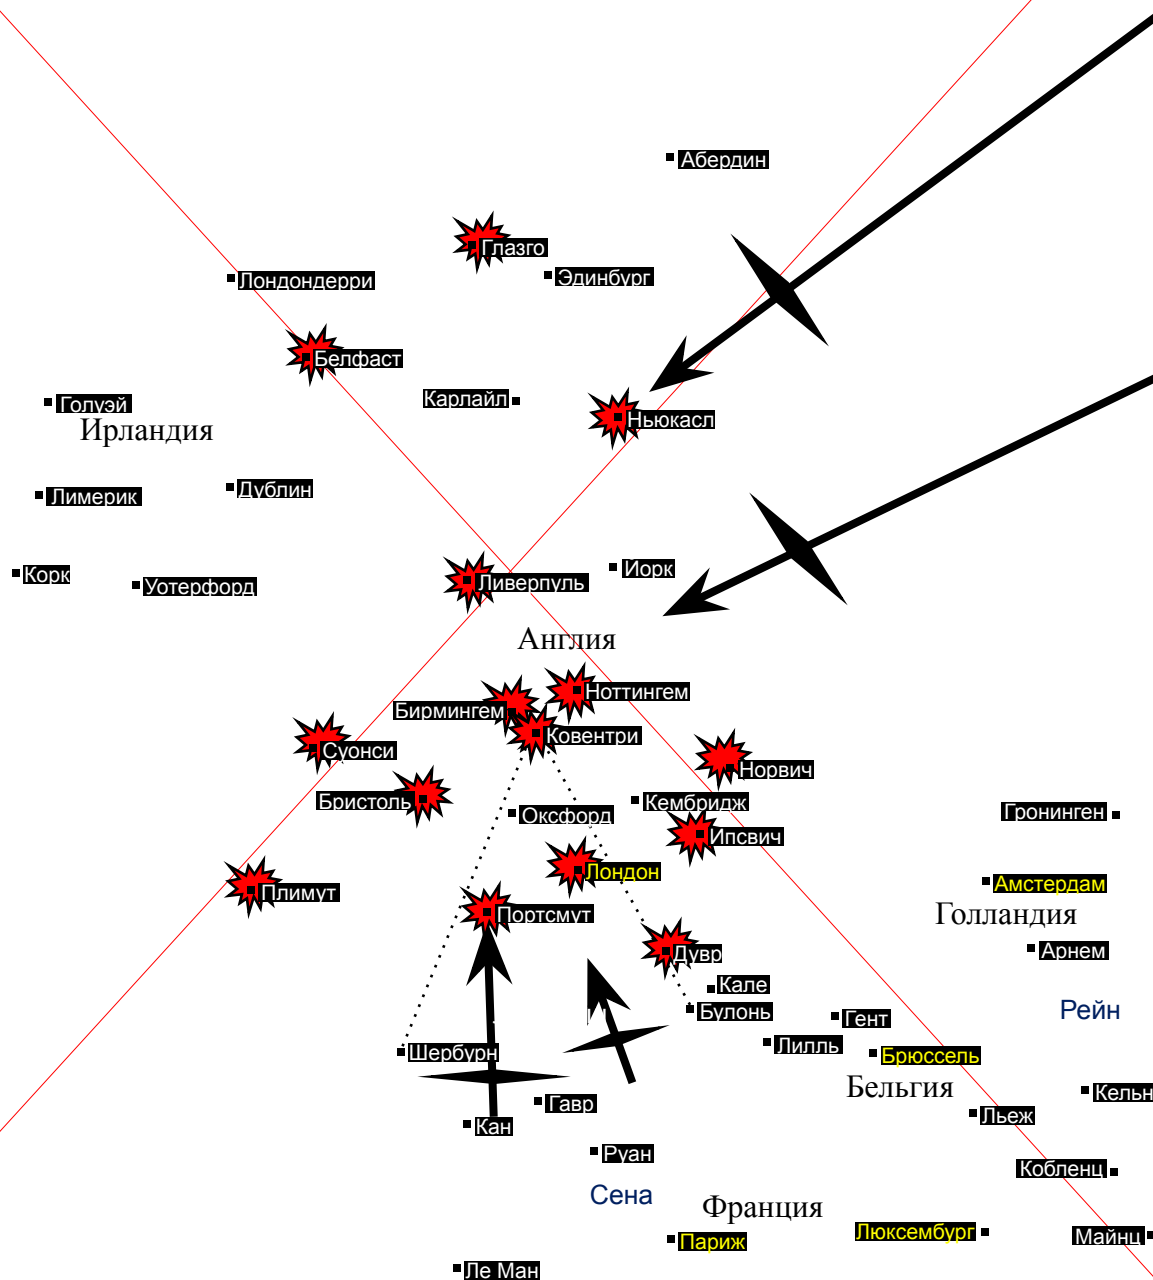 Абердин
Глазго
Эдинбург
Лондондерри
Белфаст
Карлайл
Голуэй
Ньюкасл
Ирландия
Дублин
Лимерик
Корк
Уотерфорд
Ливерпуль
Йорк
Англия
Ноттингем
Бирмингем
Ковентри
Суонси
Норвич
Бристоль
Кембридж
Оксфорд
Гронинген
Ипсвич
Лондон
Амстердам
Плимут
Портсмут
Голландия
Дувр
Арнем
Кале
Булонь
Рейн
Гент
Шербурн
Лилль
Брюссель
Бельгия
Кельн
Гавр
Льеж
Кан
Руан
Кобленц
Сена
Франция
Люксембург
Майнц
Париж
Ле Ман